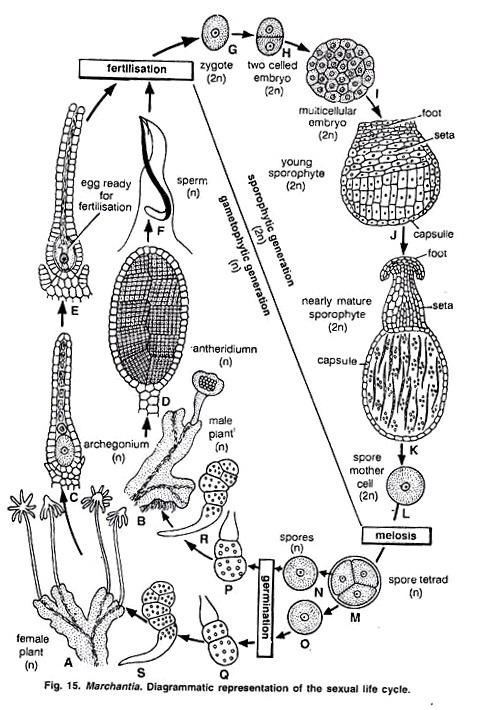 fertilisation
G
zygote
(2n)
H
two celled
embryo
(2n)
multicellular
embryo
(2n)
I
foot
seta
young
sporophyte
(2n)
capsulle
J
foot
seta
nearly mature
sporophyte
(2n)
capsule
K
spore
mother
cell
(2n)
L
meiosis
sporophytic generation
(2n)
gametophytic generation
(n)
egg ready
for
fertilisation
E
sperm
(n)
F
antheridiumn
(n)
D
archegonium
(n)
C
male
plant
(n)
B
R
P
spores
(n)
N
spore tetrad
(n)
M
germination
O
female
plant
(n)
A
S
Q
Fig. 15. Marchantia. Diagrammatic representation of the sexual life cycle.